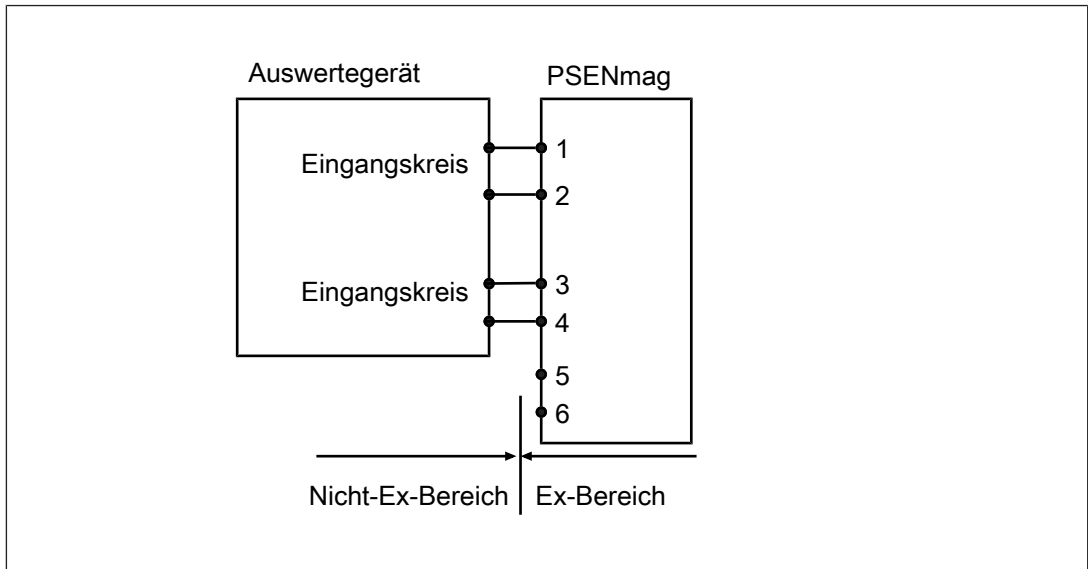 Auswertegerät
PSENmag
Eingangskreis
1
2
Eingangskreis
3
4
5
6
Nicht-Ex-Bereich
Ex-Bereich